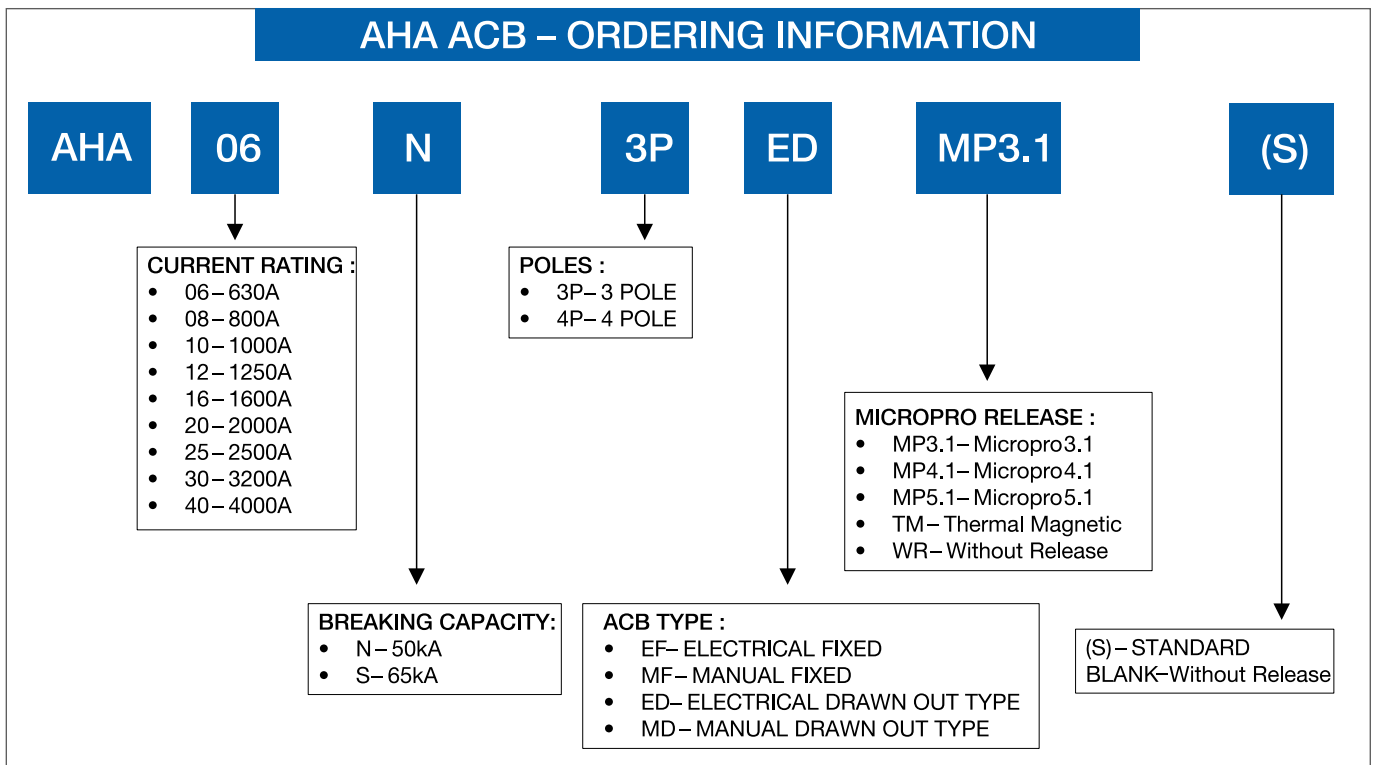 AHA ACB – ORDERING INFORMATION
AHA 06 N 3P ED MP3.1 (S)
CURRENT RATING :
• 06–630A
• 08–800A
• 10–1000A
• 12–1250A
• 16–1600A
• 20–2000A
• 25–2500A
• 30–3200A
• 40–4000A
POLES :
• 3P–3 POLE
• 4P–4 POLE
MICROPRO RELEASE :
• MP3.1–Micropro3.1
• MP4.1–Micropro4.1
• MP5.1–Micropro5.1
• TM–Thermal Magnetic
• WR–Without Release
BREAKING CAPACITY:
• N–50kA
• S–65kA
ACB TYPE :
• EF–ELECTRICAL FIXED
• MF–MANUAL FIXED
• ED–ELECTRICAL DRAWN OUT TYPE
• MD–MANUAL DRAWN OUT TYPE
(S)–STANDARD
BLANK–Without Release